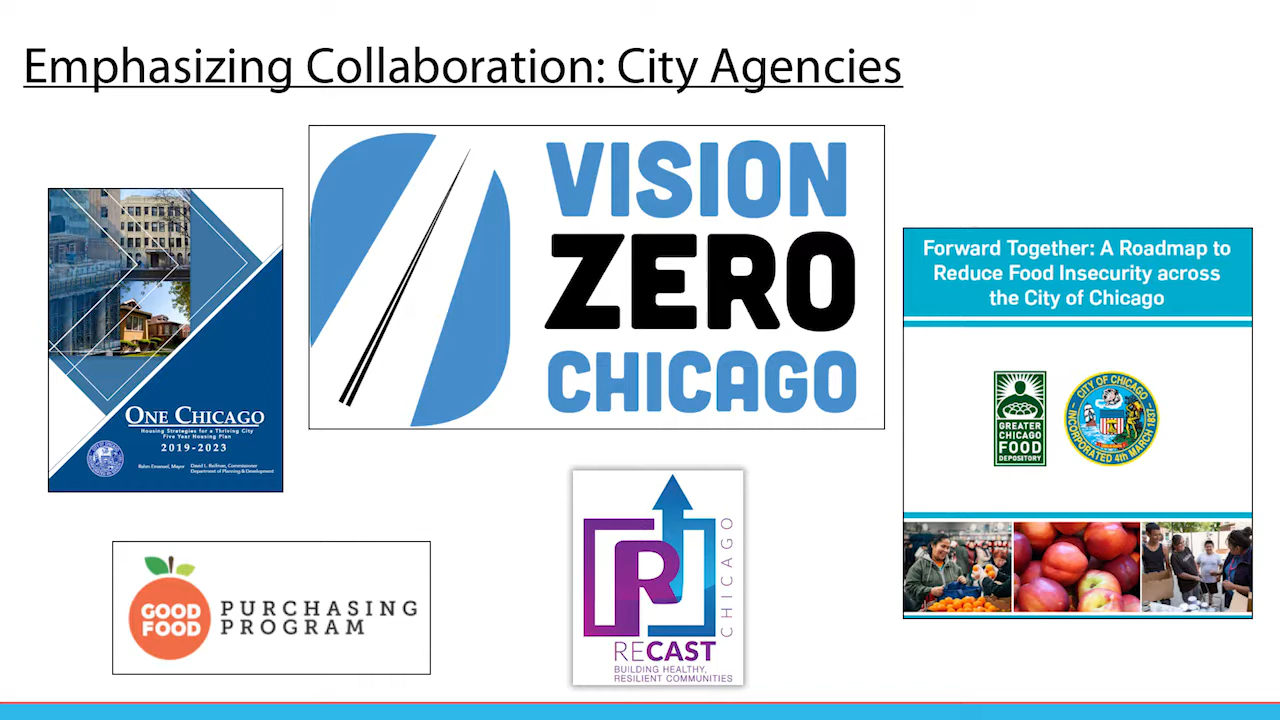 Emphasizing Collaboration: City Agencies
VISION
ZERO
CHICAGO
ONE CHICAGO
Housing Strategies for a Thriving City
Five Year Housing Plan
2019-2023
Rahm Emanuel, Mayor
David L. Reifman, Commissioner
Department of Planning & Development
Forward Together: A Roadmap to
Reduce Food Insecurity across
the City of Chicago
GREATER
CHICAGO
FOOD
DEPOSITORY
CITY OF CHICAGO
INCORPORATED 4th MARCH 1837
GOOD
FOOD
PURCHASING
PROGRAM
R
CHICAGO
RECAST
BUILDING HEALTHY,
RESILIENT COMMUNITIES